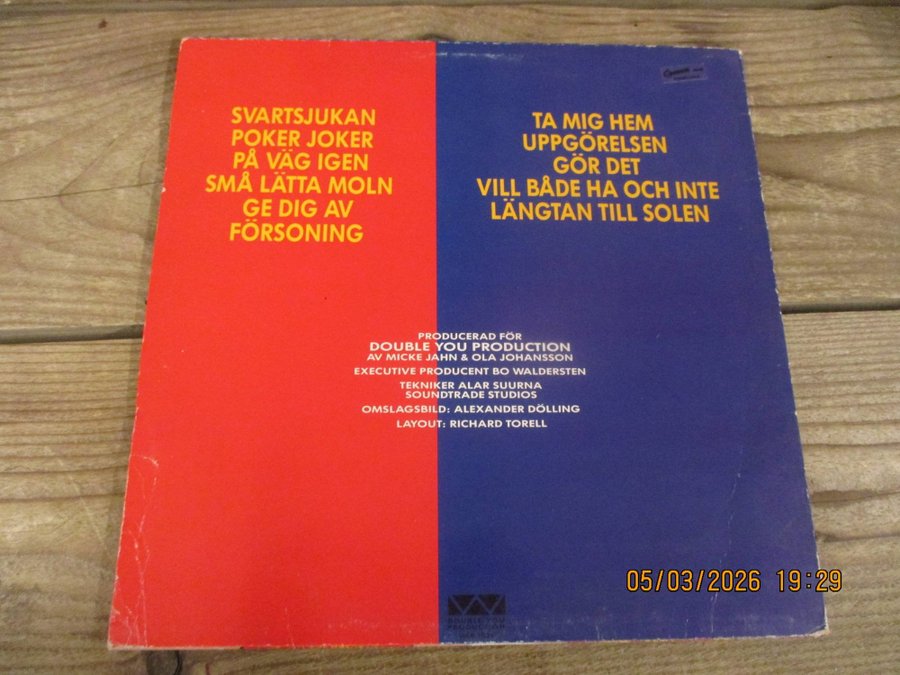 SVARTSJUKAN
POKER JOKER
PÅ VÄG IGEN
SMÅ LÄTTA MOLN
GE DIG AV
FÖRSONING
TA MIG HEM
UPPGÖRELSEN
GÖR DET
VILL BÅDE HA OCH INTE
LÄNGTAN TILL SOLEN
PRODUCERAD FÖR
DOUBLE YOU PRODUCTION
AV MICKE JAHN & OLA JOHANSSON
EXECUTIVE PRODUCENT BO WALDERSTEN
TEKNIKER ALAR SUURNA
SOUNDTRADE STUDIOS
OMSLAGSBILD: ALEXANDER DÖLLING
LAYOUT: RICHARD TORELL
DOUBLE YOU
PRODUCTION
05/03/2026 19:29